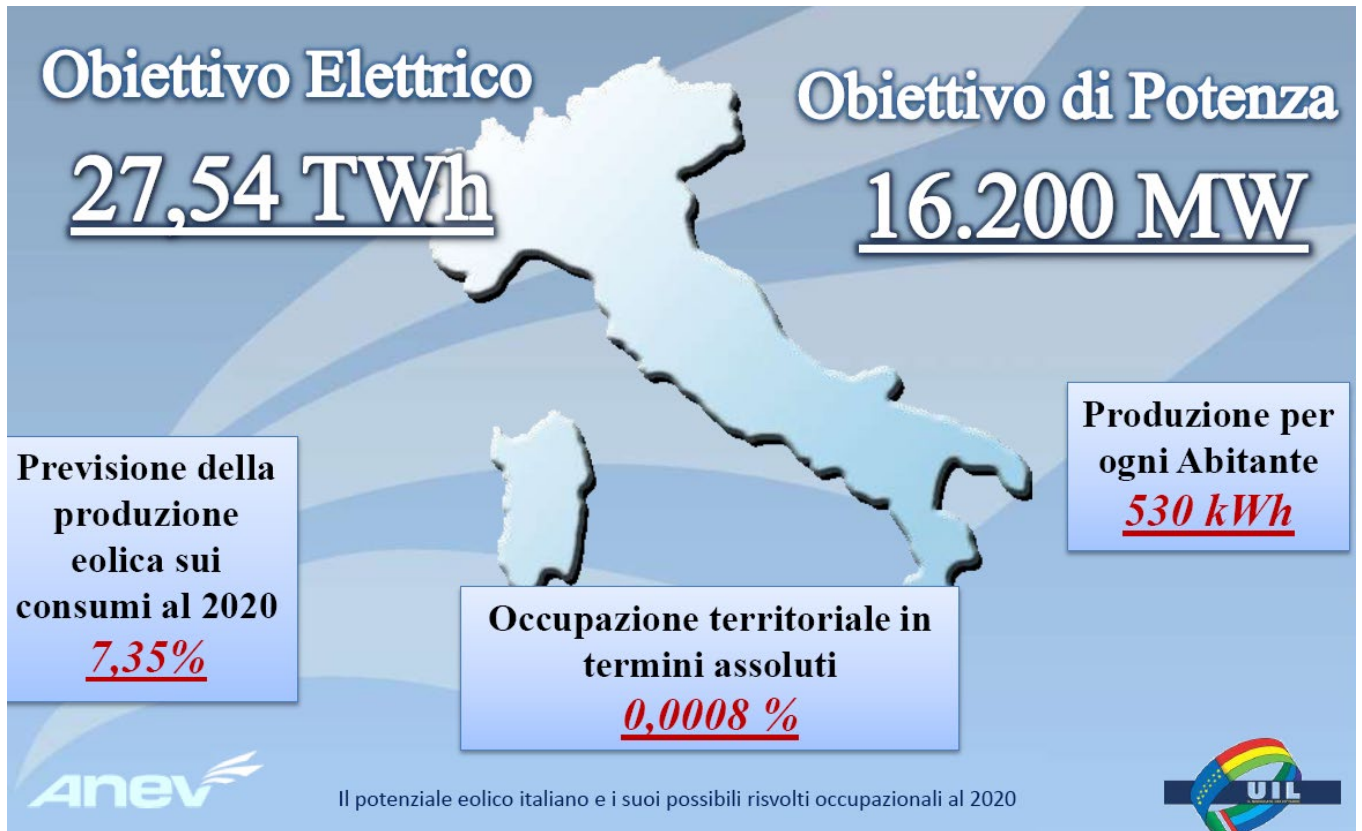 Obiettivo Elettrico
27,54 TWh
Obiettivo di Potenza
16.200 MW
Previsione della
produzione
eolica sui
consumi al 2020
7,35%
Occupazione territoriale in
termini assoluti
0,0008 %
Produzione per
ogni Abitante
530 kWh
Anev
Il potenziale eolico italiano e i suoi possibili risvolti occupazionali al 2020
UIL